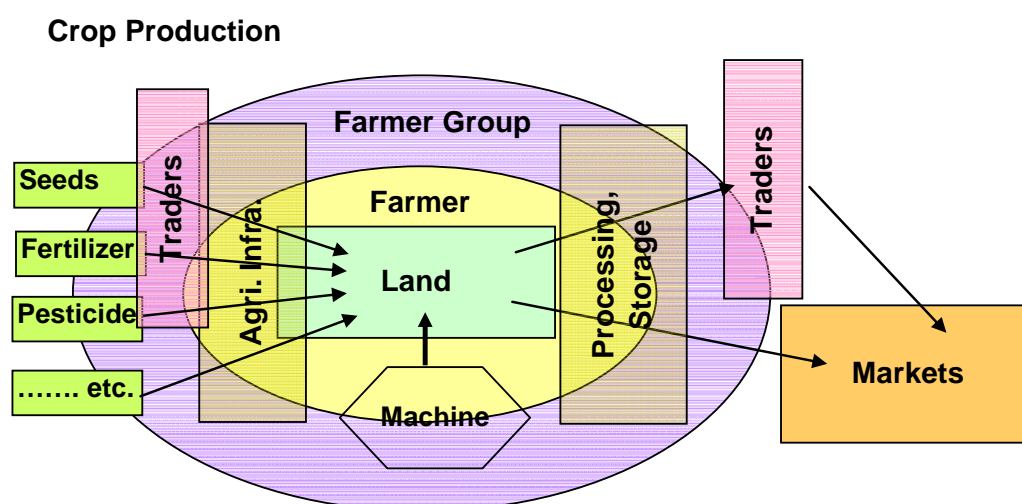 Crop Production
Farmer Group
Traders
Seeds
Fertilizer
Pesticide
……. etc.
Agri. Infra.
Farmer
Land
Machine
Processing,
Storage
Traders
Markets